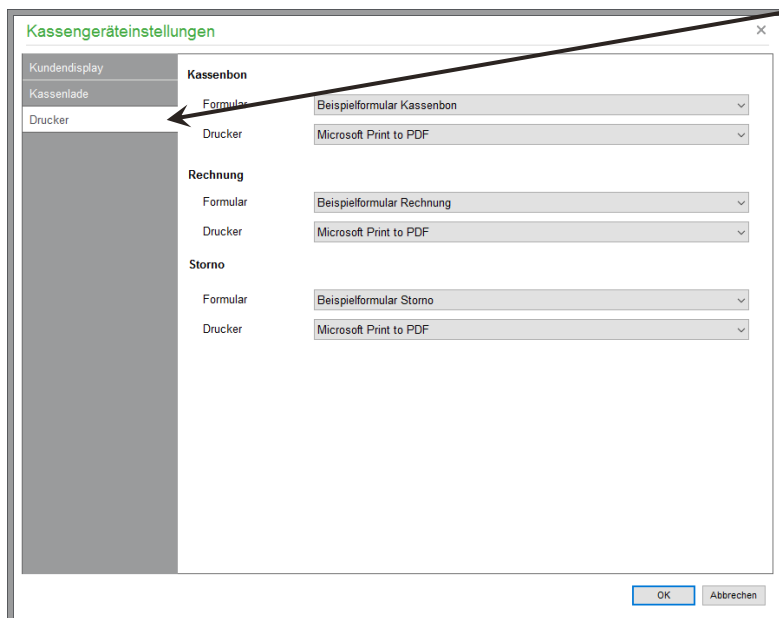 Kassengeräteinstellungen
Kundendisplay
Kassenlade
Drucker
Kassenbon
Formular Beispielformular Kassenbon
Drucker Microsoft Print to PDF
Rechnung
Formular Beispielformular Rechnung
Drucker Microsoft Print to PDF
Storno
Formular Beispielformular Storno
Drucker Microsoft Print to PDF
OK Abbrechen